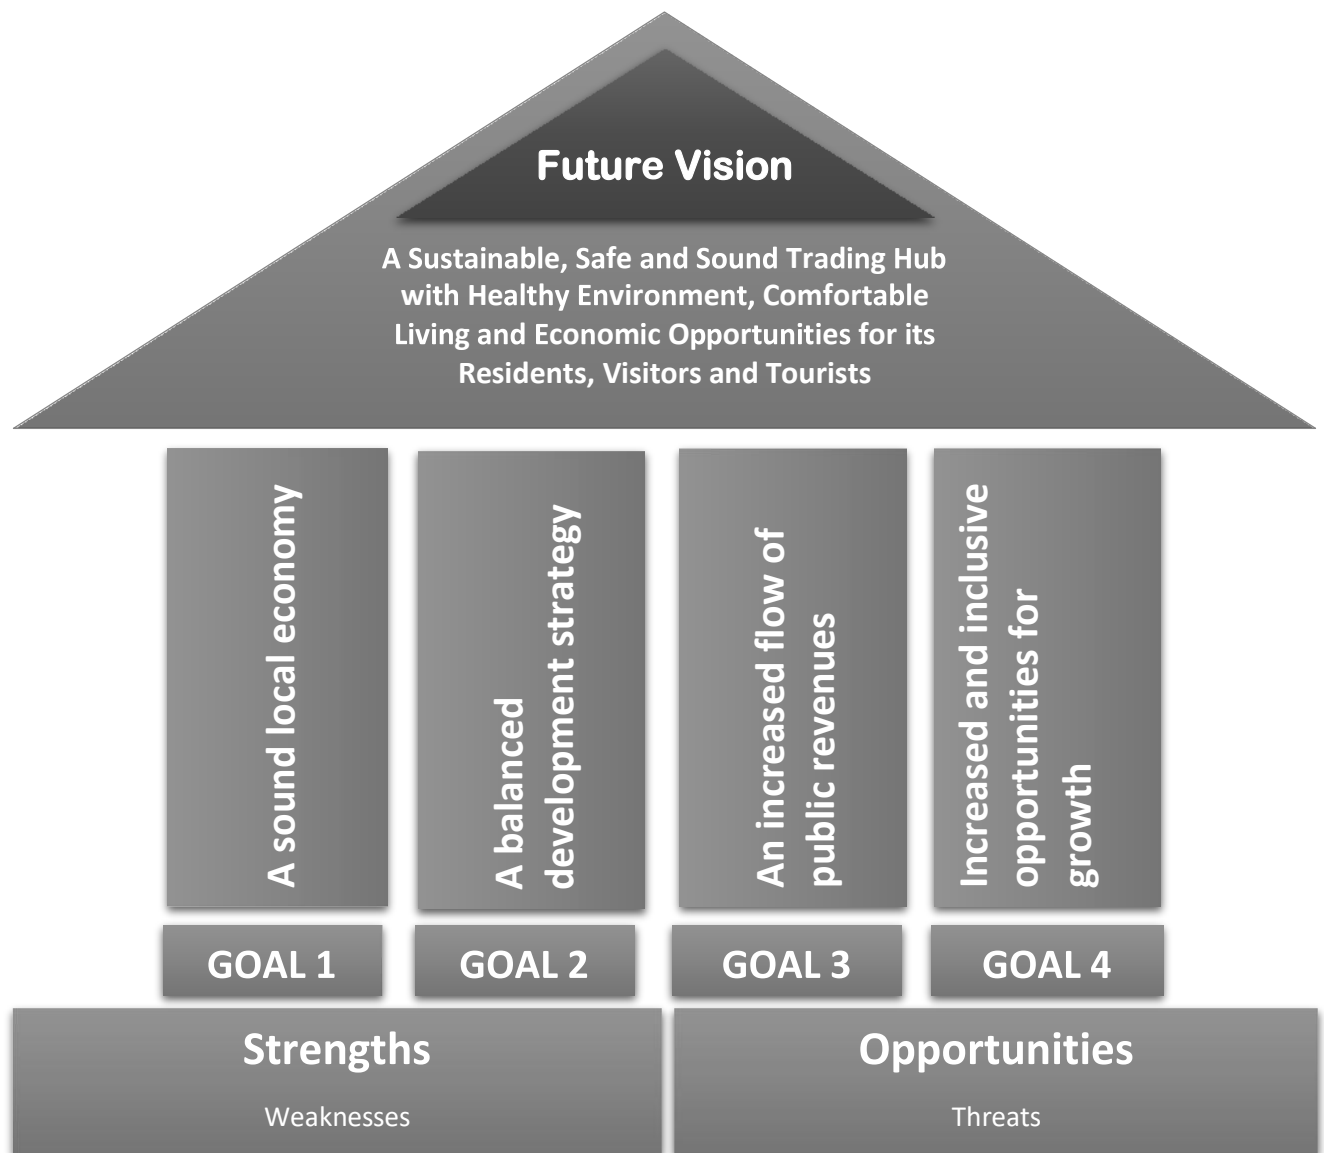 Future Vision
A Sustainable, Safe and Sound Trading Hub
with Healthy Environment, Comfortable
Living and Economic Opportunities for its
Residents, Visitors and Tourists
A sound local economy
A balanced
development strategy
An increased flow of
public revenues
Increased and inclusive
opportunities for
growth
GOAL 1
GOAL 2
GOAL 3
GOAL 4
Strengths
Weaknesses
Opportunities
Threats